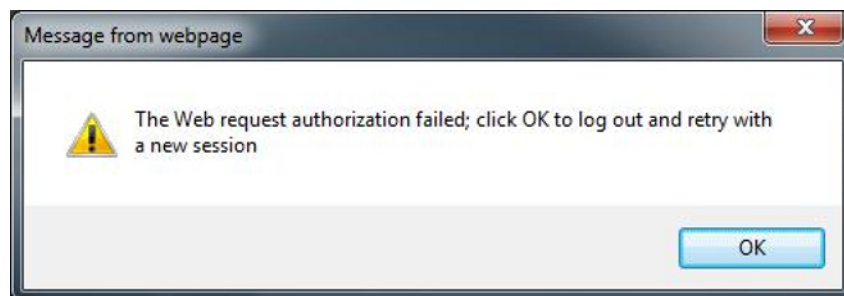 Message from webpage
The Web request authorization failed; click OK to log out and retry with
a new session
OK